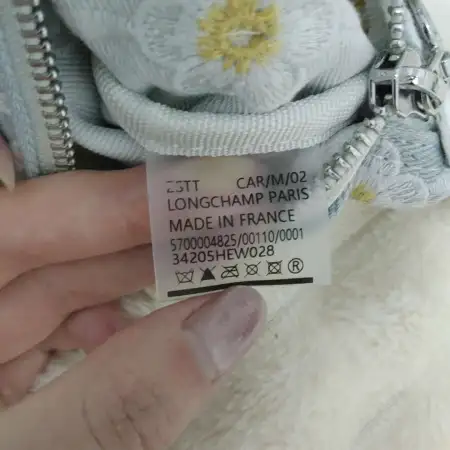 CAR/M/02
LONGCHAMP PARIS
MADE IN FRANCE
5700004825/00110/0001
34205HEW028
®